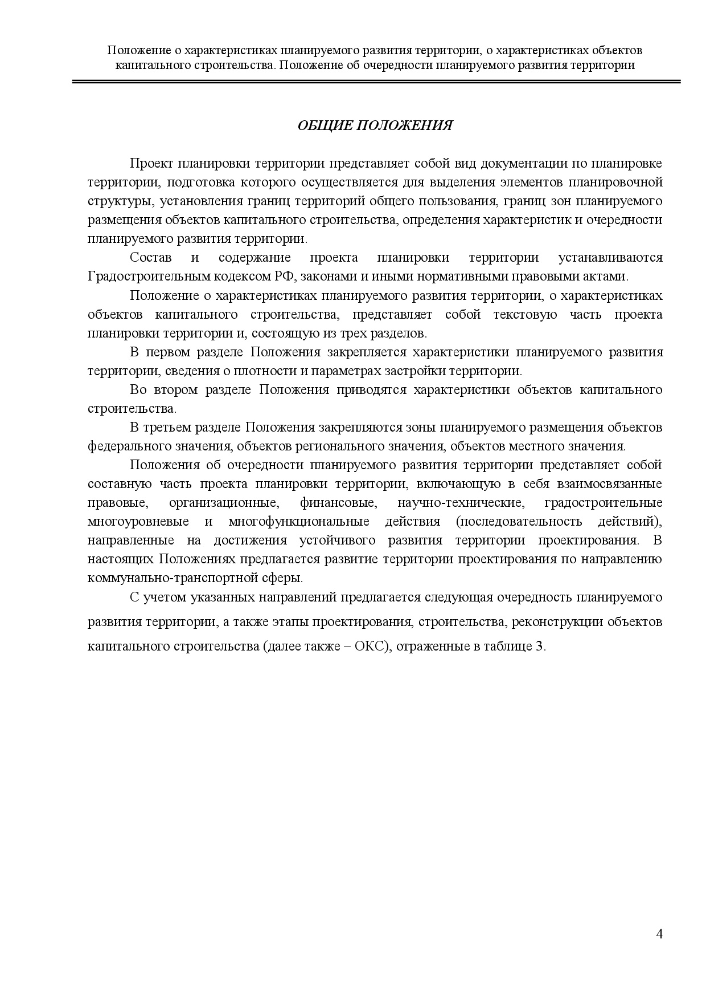 Положение о характеристиках планируемого развития территории, о характеристиках объектов
капитального строительства. Положение об очередности планируемого развития территории
ОБЩИЕ ПОЛОЖЕНИЯ
Проект планировки территории представляет собой вид документации по планировке
территории, подготовка которого осуществляется для выделения элементов планировочной
структуры, установления границ территорий общего пользования, границ зон планируемого
размещения объектов капитального строительства, определения характеристик и очередности
планируемого развития территории.
Состав и содержание проекта планировки территории устанавливаются
Градостроительным кодексом РФ, законами и иными нормативными правовыми актами.
Положение о характеристиках планируемого развития территории, о характеристиках
объектов капитального строительства, представляет собой текстовую часть проекта
планировки территории и, состоящую из трех разделов.
В первом разделе Положения закрепляется характеристики планируемого развития
территории, сведения о плотности и параметрах застройки территории.
Во втором разделе Положения приводятся характеристики объектов капитального
строительства.
В третьем разделе Положения закрепляются зоны планируемого размещения объектов
федерального значения, объектов регионального значения, объектов местного значения.
Положения об очередности планируемого развития территории представляет собой
составную часть проекта планировки территории, включающую в себя взаимосвязанные
правовые, организационные, финансовые, научно-технические, градостроительные
многоуровневые и многофункциональные действия (последовательность действий),
направленные на достижения устойчивого развития территории проектирования. В
настоящих Положениях предлагается развитие территории проектирования по направлению
коммунально-транспортной сферы.
С учетом указанных направлений предлагается следующая очередность планируемого
развития территории, а также этапы проектирования, строительства, реконструкции объектов
капитального строительства (далее также – ОКС), отраженные в таблице 3.
4